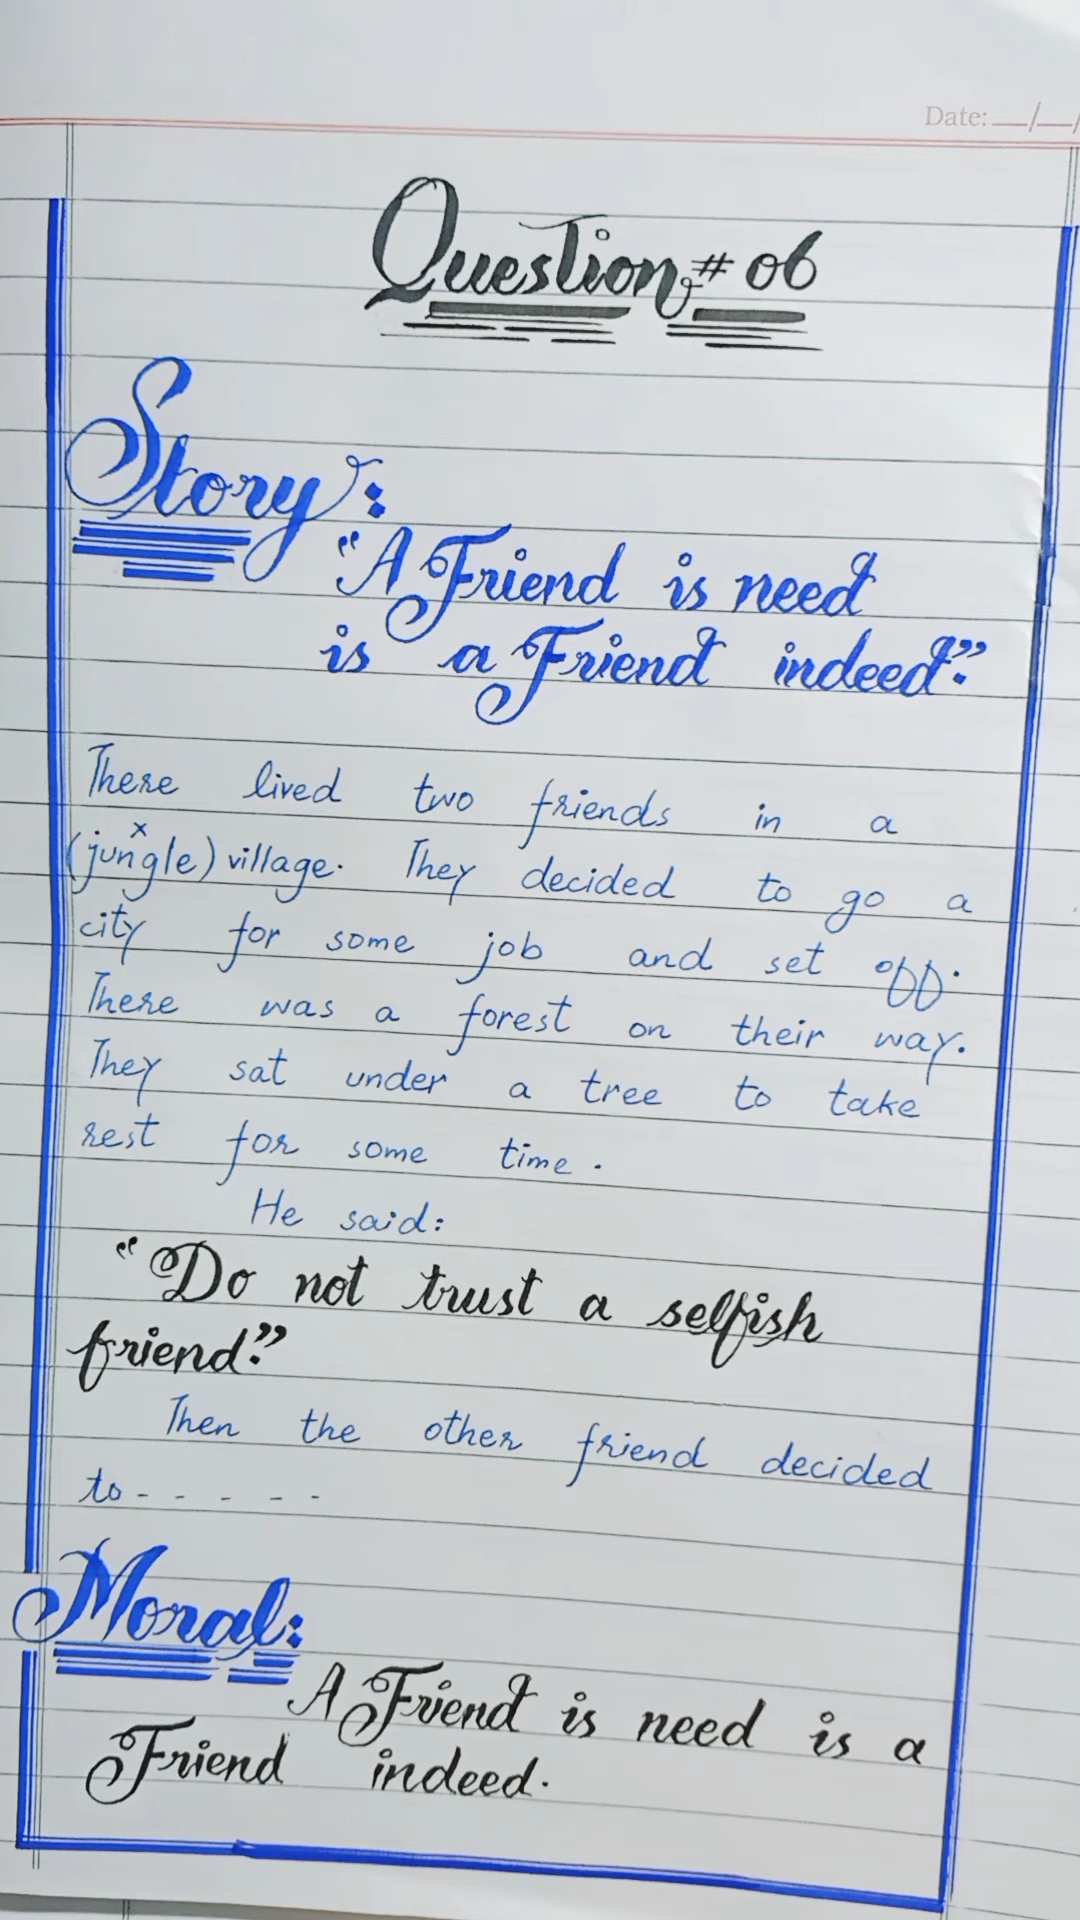 Date: __/__/
Question # 06
Story:
"A Friend is need
is a Friend indeed."
There lived two friends in a
(jungle) village. They decided to go a
city for some job and set off.
There was a forest on their way.
They sat under a tree to take
rest for some time.
He said:
"Do not trust a selfish
friend."
Then the other friend decided
to - - - - -
Moral:
A Friend is need is a
Friend indeed.